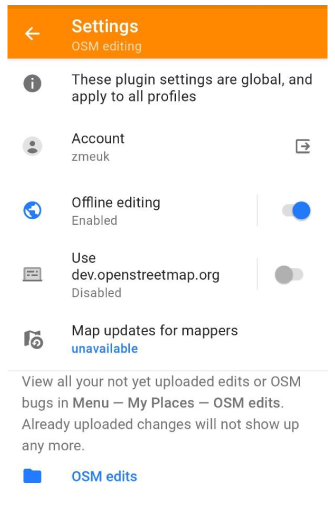 Settings
OSM editing
These plugin settings are global, and
apply to all profiles
Account
zmeuk
Offline editing
Enabled
Use
dev.openstreetmap.org
Disabled
Map updates for mappers
unavailable
View all your not yet uploaded edits or OSM
bugs in Menu — My Places — OSM edits.
Already uploaded changes will not show up
any more.
OSM edits